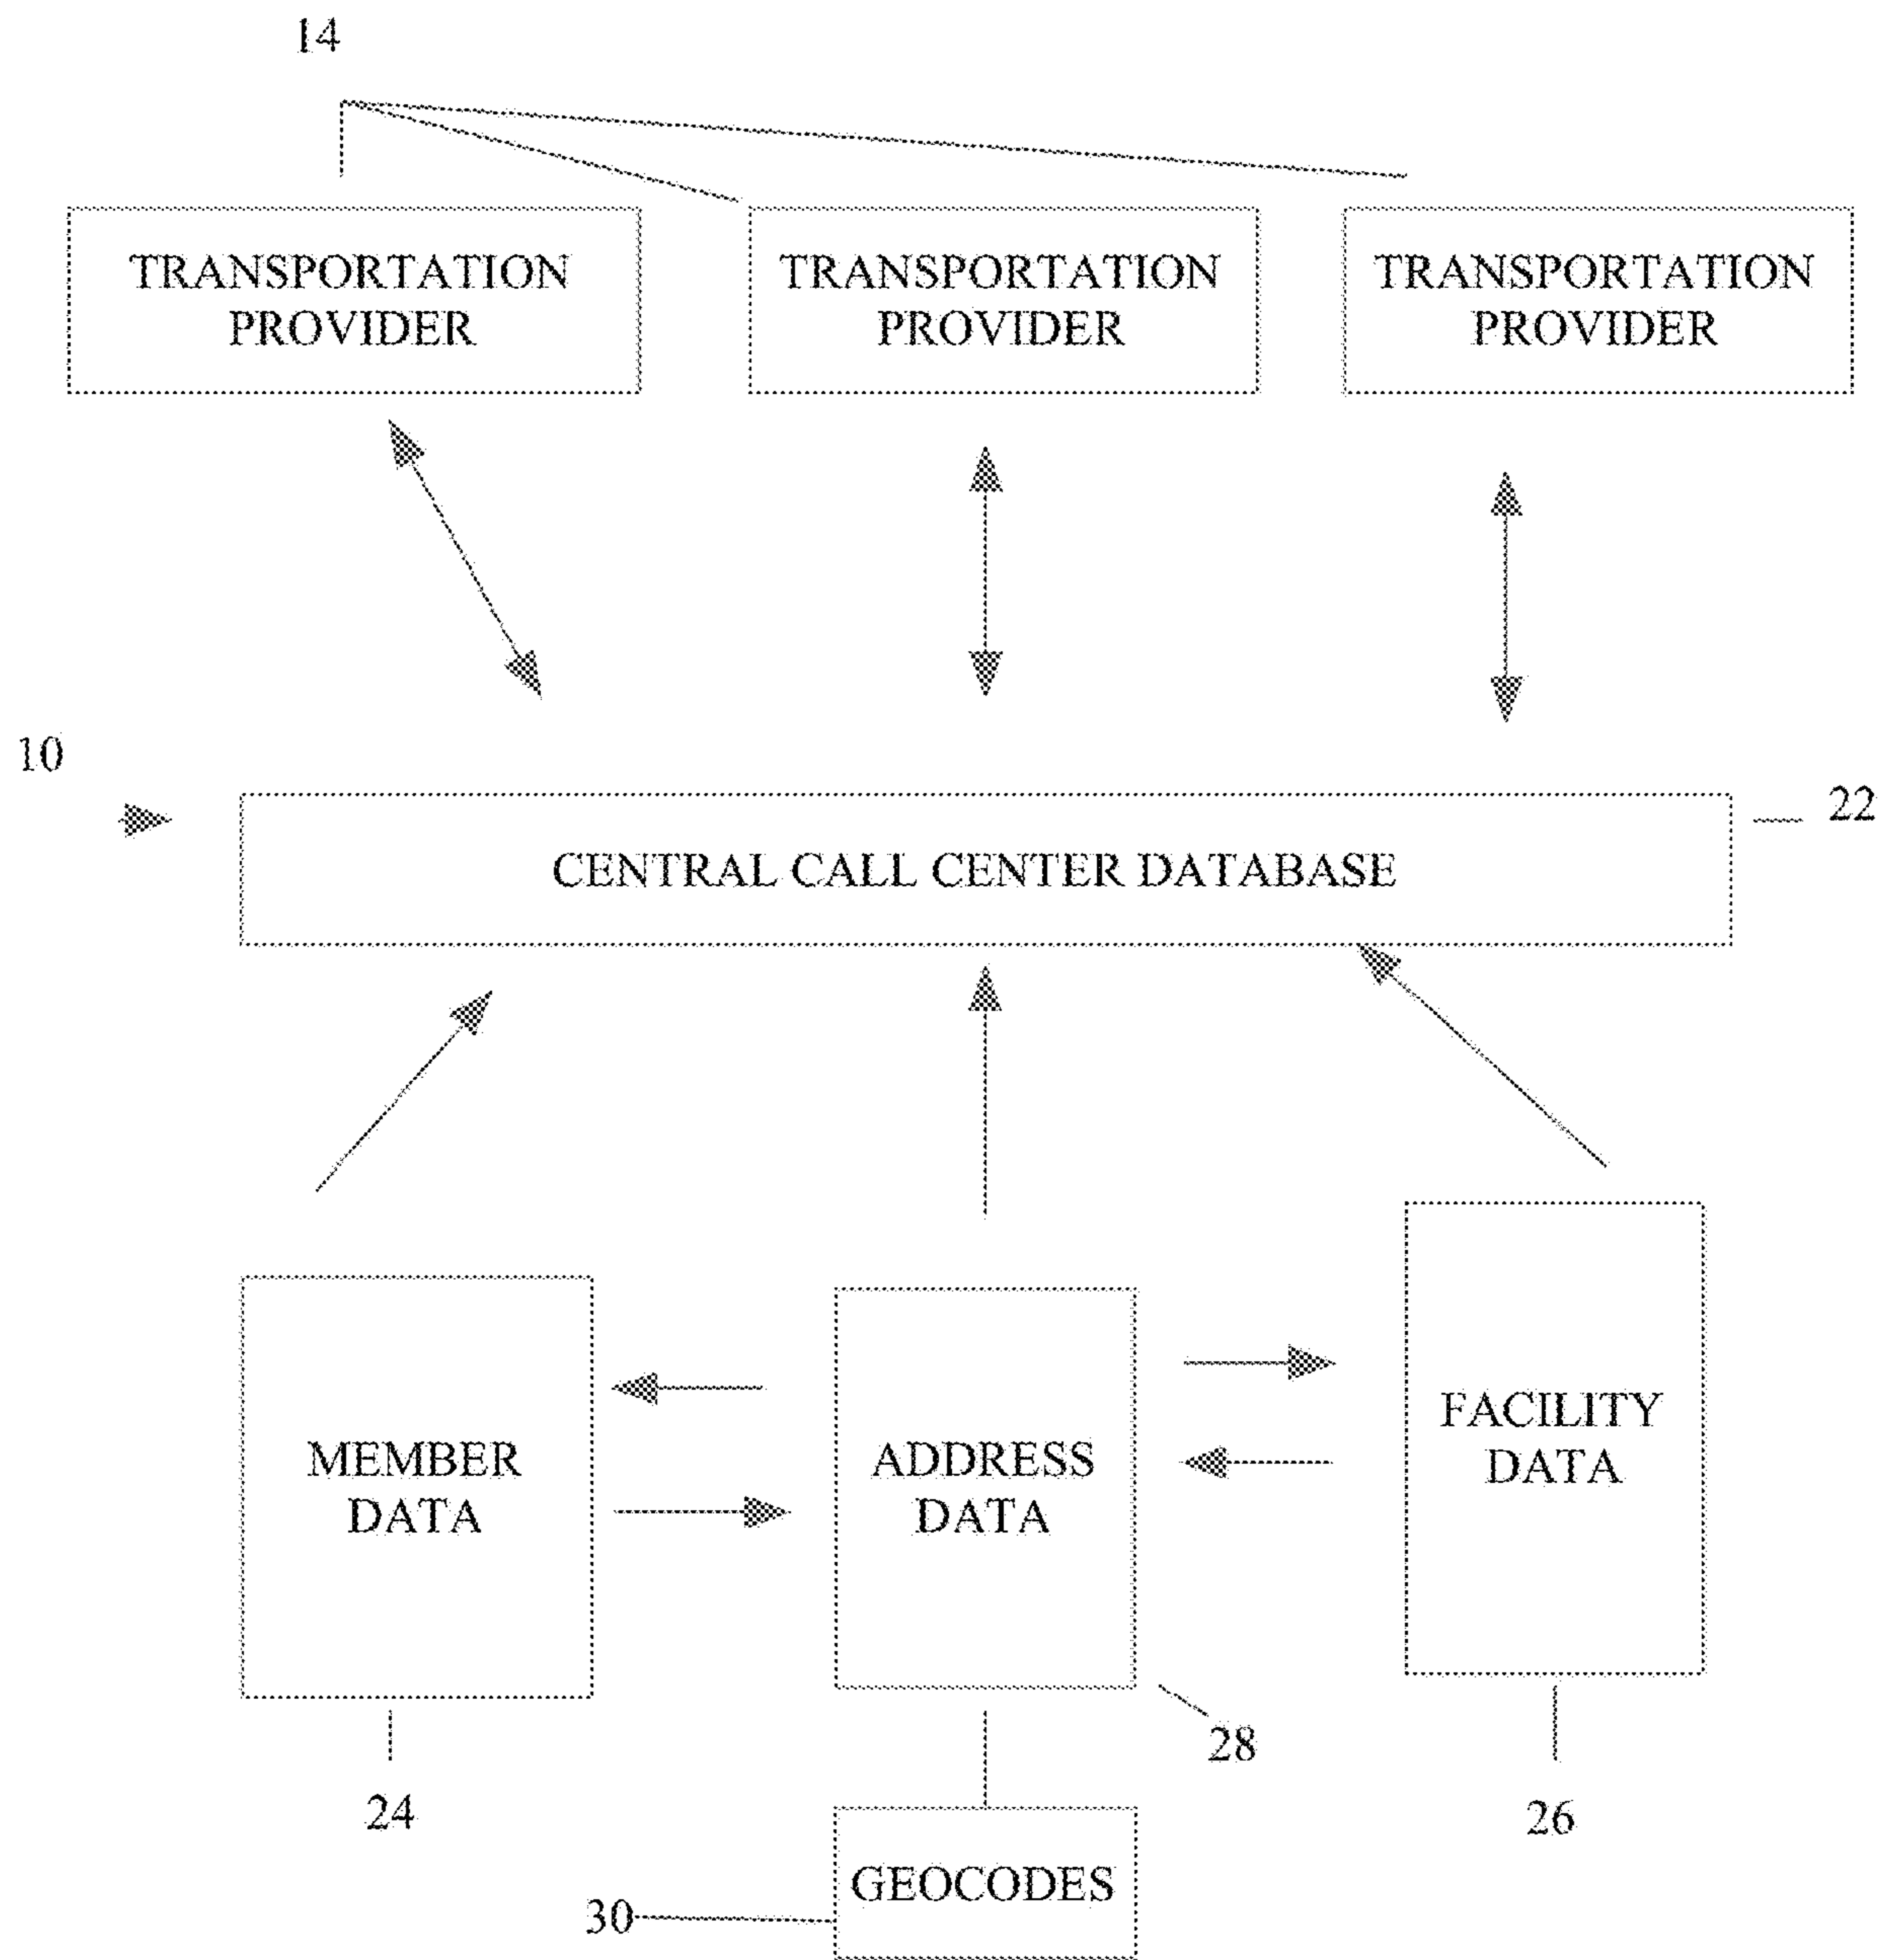 14
TRANSPORTATION
PROVIDER
TRANSPORTATION
PROVIDER
TRANSPORTATION
PROVIDER
10
22
CENTRAL CALL CENTER DATABASE
MEMBER
DATA
ADDRESS
DATA
FACILITY
DATA
24
28
26
GEOCODES
30